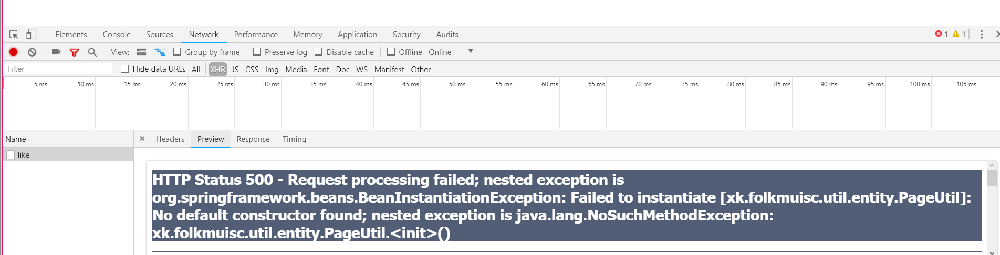 Elements Console Sources Network Performance Memory Application Security Audits 1 1
View: Group by frame Preserve log Disable cache Offline Online
Filter Hide data URLs All XHR JS CSS Img Media Font Doc WS Manifest Other
5 ms 10 ms 15 ms 20 ms 25 ms 30 ms 35 ms 40 ms 45 ms 50 ms 55 ms 60 ms 65 ms 70 ms 75 ms 80 ms 85 ms 90 ms 95 ms 100 ms 105 ms
Name × Headers Preview Response Timing
like
HTTP Status 500 - Request processing failed; nested exception is
org.springframework.beans.BeanInstantiationException: Failed to instantiate [xk.folkmuisc.util.entity.PageUtil]:
No default constructor found; nested exception is java.lang.NoSuchMethodException:
xk.folkmuisc.util.entity.PageUtil.<init>()